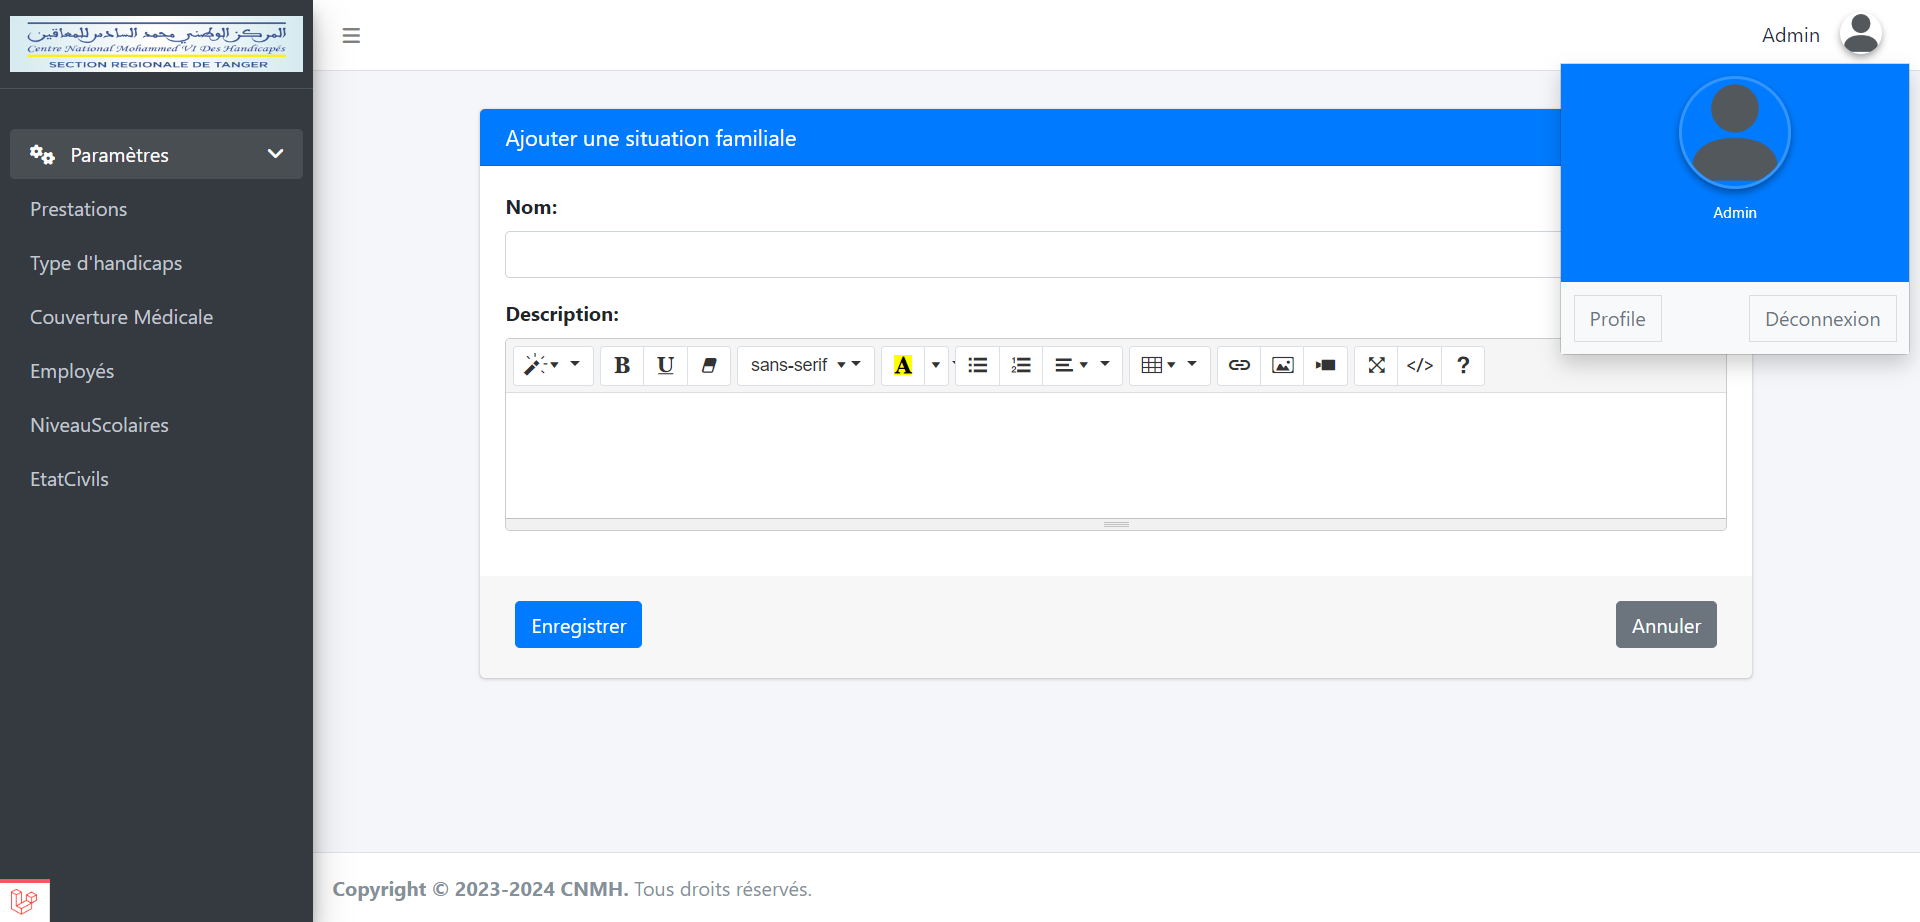 المركز الوطني محمد السادس للمعاقين
Centre National Mohammed VI Des Handicapés
SECTION REGIONALE DE TANGER
Admin
Admin
Profile
Déconnexion
Paramètres
Prestations
Type d'handicaps
Couverture Médicale
Employés
NiveauScolaires
EtatCivils
Ajouter une situation familiale
Nom:
Description:
B U sans-serif A </> ?
Enregistrer
Annuler
Copyright © 2023-2024 CNMH. Tous droits réservés.